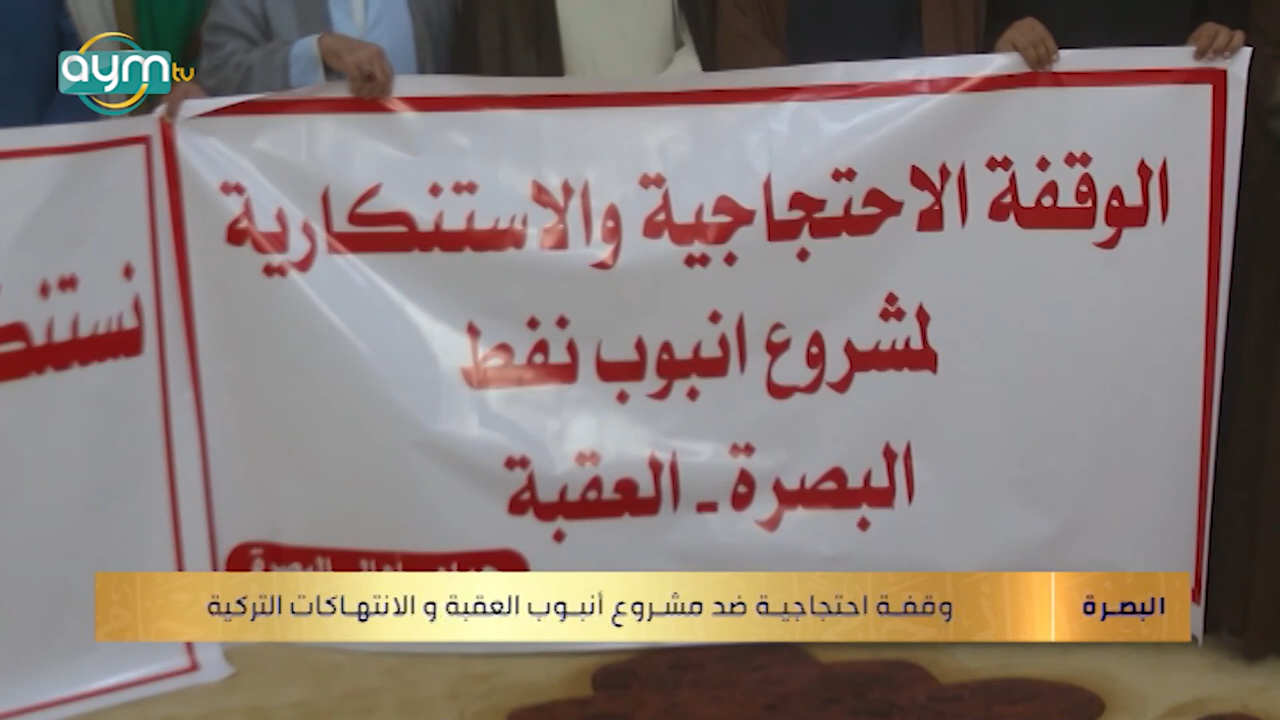 aym tv
الوقفة الاحتجاجية والاستنكارية
لمشروع انبوب نفط
البصرة - العقبة
البصرة
وقفة احتجاجية ضد مشروع أنبوب العقبة و الانتهاكات التركية